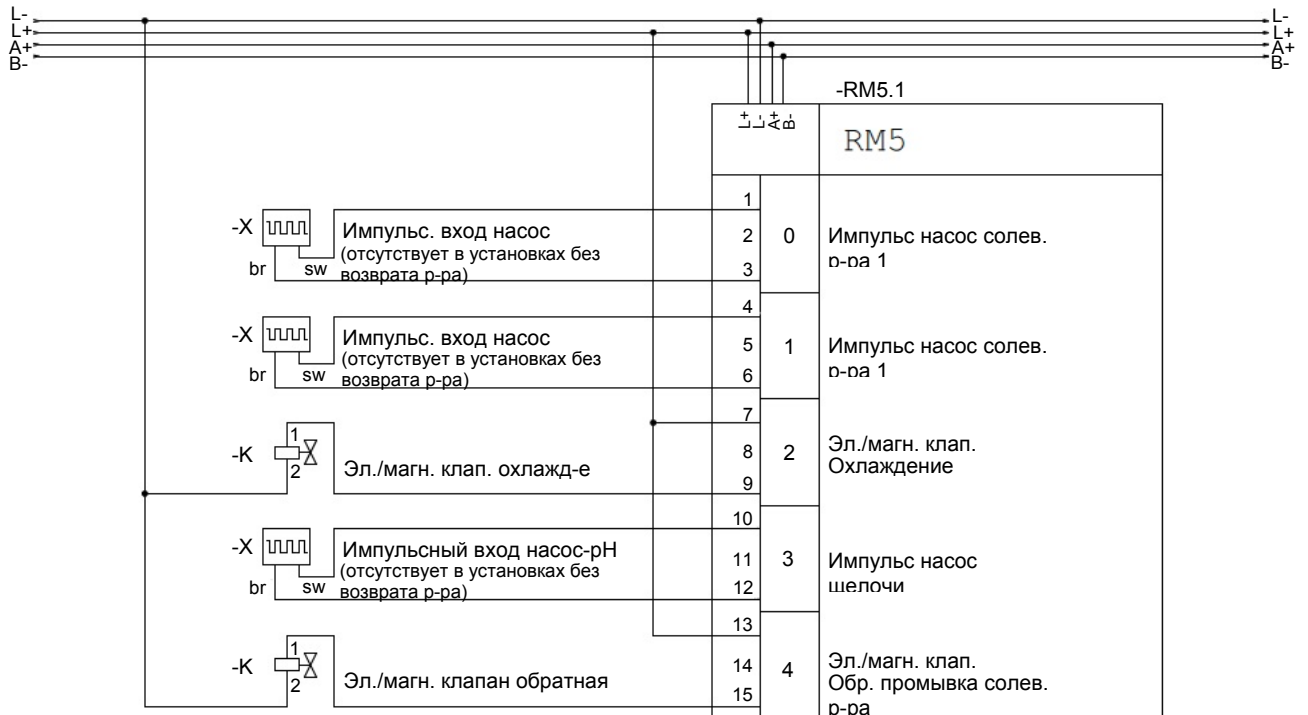 L-
L+
A+
B-
L-
L+
A+
B-
-RM5.1
L+
L-
A+
B-
RM5
1
-X
Импульс. вход насос
2
0
Импульс насос солев.
(отсутствует в установках без
р-ра 1
br
sw
возврата р-ра)
3
4
-X
Импульс. вход насос
5
1
Импульс насос солев.
(отсутствует в установках без
р-ра 1
br
sw
возврата р-ра)
6
7
1
Эл./магн. клап.
-K
8
2
Охлаждение
2
Эл./магн. клап. охлажд-е
9
10
-X
Импульсный вход насос-pH
11
3
Импульс насос
(отсутствует в установках без
щелочи
br
sw
возврата р-ра)
12
13
1
Эл./магн. клап.
-K
14
4
Обр. промывка солев.
2
Эл./магн. клапан обратная
15
р-ра